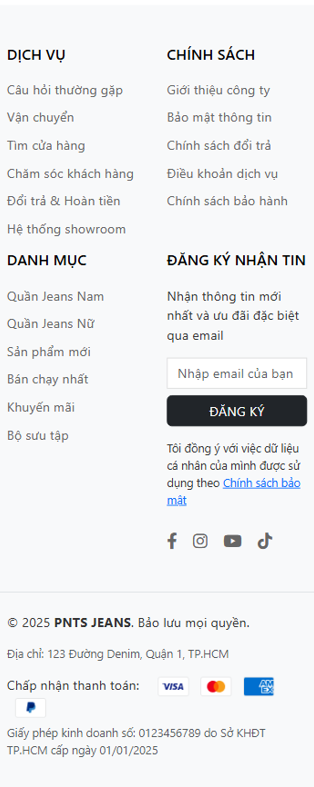 DỊCH VỤ
Câu hỏi thường gặp
Vận chuyển
Tìm cửa hàng
Chăm sóc khách hàng
Đổi trả & Hoàn tiền
Hệ thống showroom
CHÍNH SÁCH
Giới thiệu công ty
Bảo mật thông tin
Chính sách đổi trả
Điều khoản dịch vụ
Chính sách bảo hành
DANH MỤC
Quần Jeans Nam
Quần Jeans Nữ
Sản phẩm mới
Bán chạy nhất
Khuyến mãi
Bộ sưu tập
ĐĂNG KÝ NHẬN TIN
Nhận thông tin mới
nhất và ưu đãi đặc biệt
qua email
Nhập email của bạn
ĐĂNG KÝ
Tôi đồng ý với việc dữ liệu
cá nhân của mình được sử
dụng theo Chính sách bảo
mật
© 2025 PNTS JEANS. Bảo lưu mọi quyền.
Địa chỉ: 123 Đường Denim, Quận 1, TP.HCM
Chấp nhận thanh toán: VISA mastercard AM EX
Giấy phép kinh doanh số: 0123456789 do Sở KHĐT
TP.HCM cấp ngày 01/01/2025